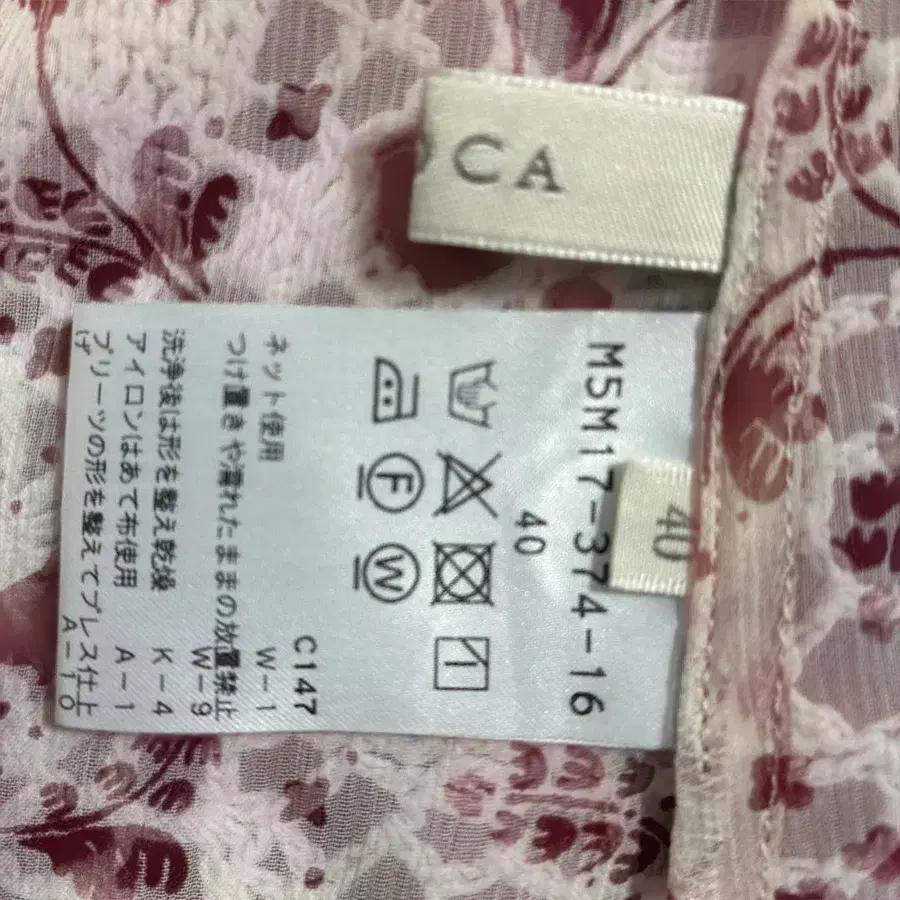 CA
40
M5M17-374-16
40
F
W
C147
ネット使用 W-1
つけ置きや濡れたままの放置禁止
W-9
洗浄後は形を整え乾燥 K-4
アイロンはあて布使用 A-1
プリーツの形を整えてプレス仕上
げ A-10